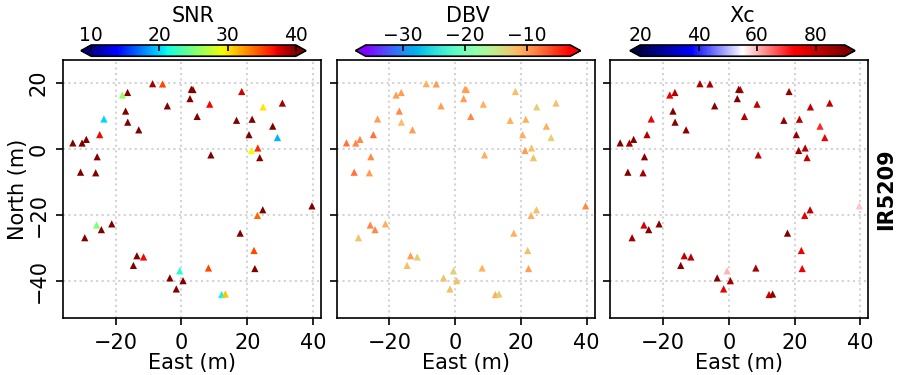 SNR DBV Xc
10 20 30 40 −30 −20 −10 20 40 60 80
20
0
−20
−40
North (m)
IR5209
−20 0 20 40 −20 0 20 40 −20 0 20 40
East (m) East (m) East (m)